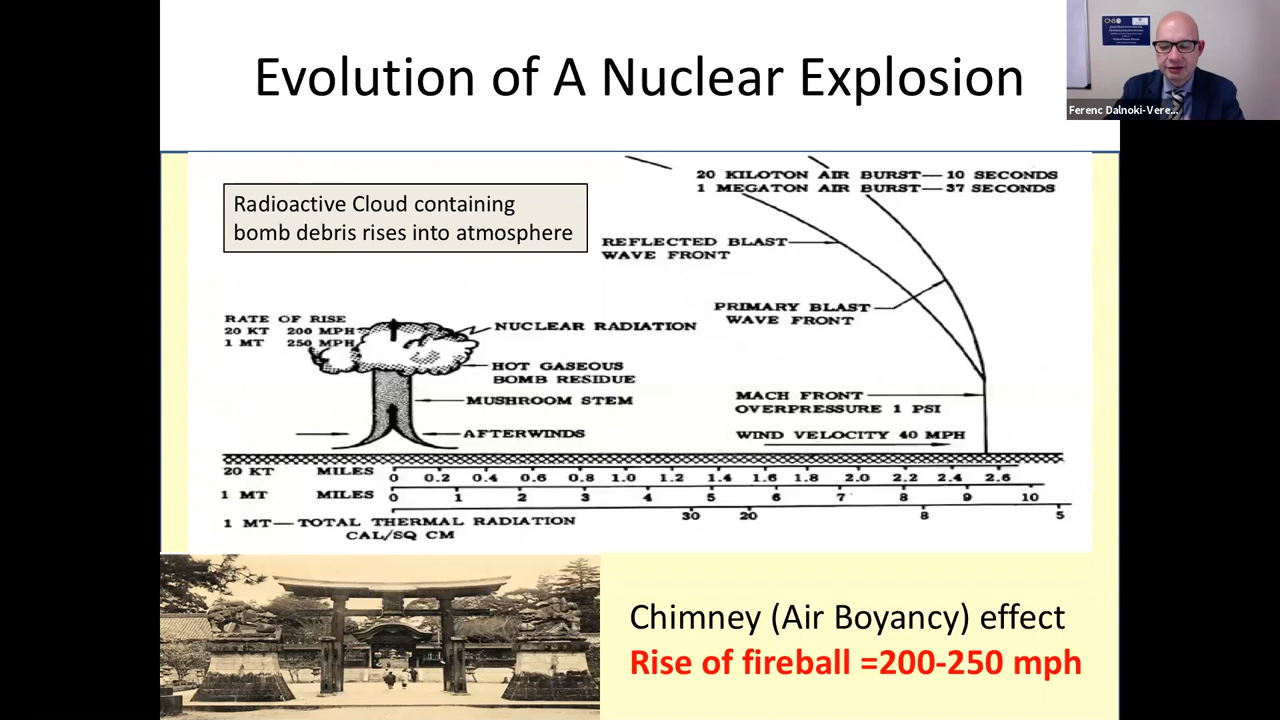 Evolution of A Nuclear Explosion
Ferenc Dalnoki-Vere...
CNS
Radioactive Cloud containing
bomb debris rises into atmosphere
20 KILOTON AIR BURST—10 SECONDS
1 MEGATON AIR BURST—37 SECONDS
REFLECTED BLAST
WAVE FRONT
PRIMARY BLAST
WAVE FRONT
RATE OF RISE
20 KT 200 MPH
1 MT 250 MPH
NUCLEAR RADIATION
HOT GASEOUS
BOMB RESIDUE
MUSHROOM STEM
AFTERWINDS
MACH FRONT
OVERPRESSURE 1 PSI
WIND VELOCITY 40 MPH
20 KT MILES 0 0.2 0.4 0.6 0.8 1.0 1.2 1.4 1.6 1.8 2.0 2.2 2.4 2.6
1 MT MILES 0 1 2 3 4 5 6 7 8 9 10
30 20 8 5
1 MT—TOTAL THERMAL RADIATION
CAL/SQ CM
Chimney (Air Boyancy) effect
Rise of fireball =200-250 mph